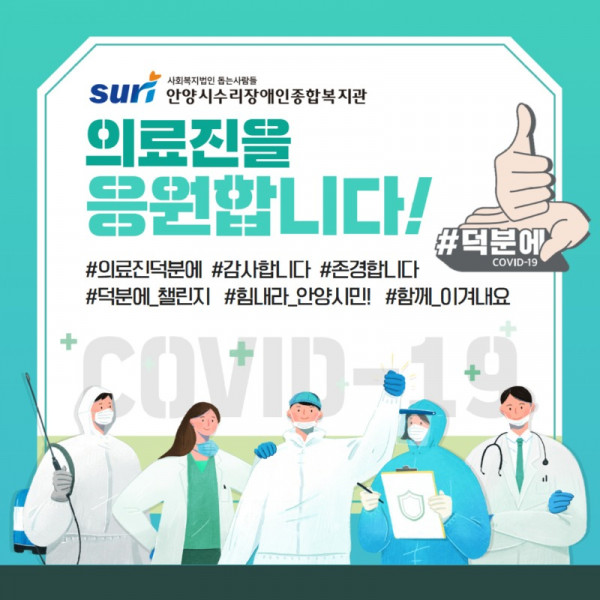 suri
사회복지법인 돕는사람들
안양시수리장애인종합복지관
의료진을
응원합니다!
#덕분에
COVID-19
#의료진덕분에 #감사합니다 #존경합니다
#덕분에_챌린지 #힘내라_안양시민! #함께_이겨내요
COVID-19